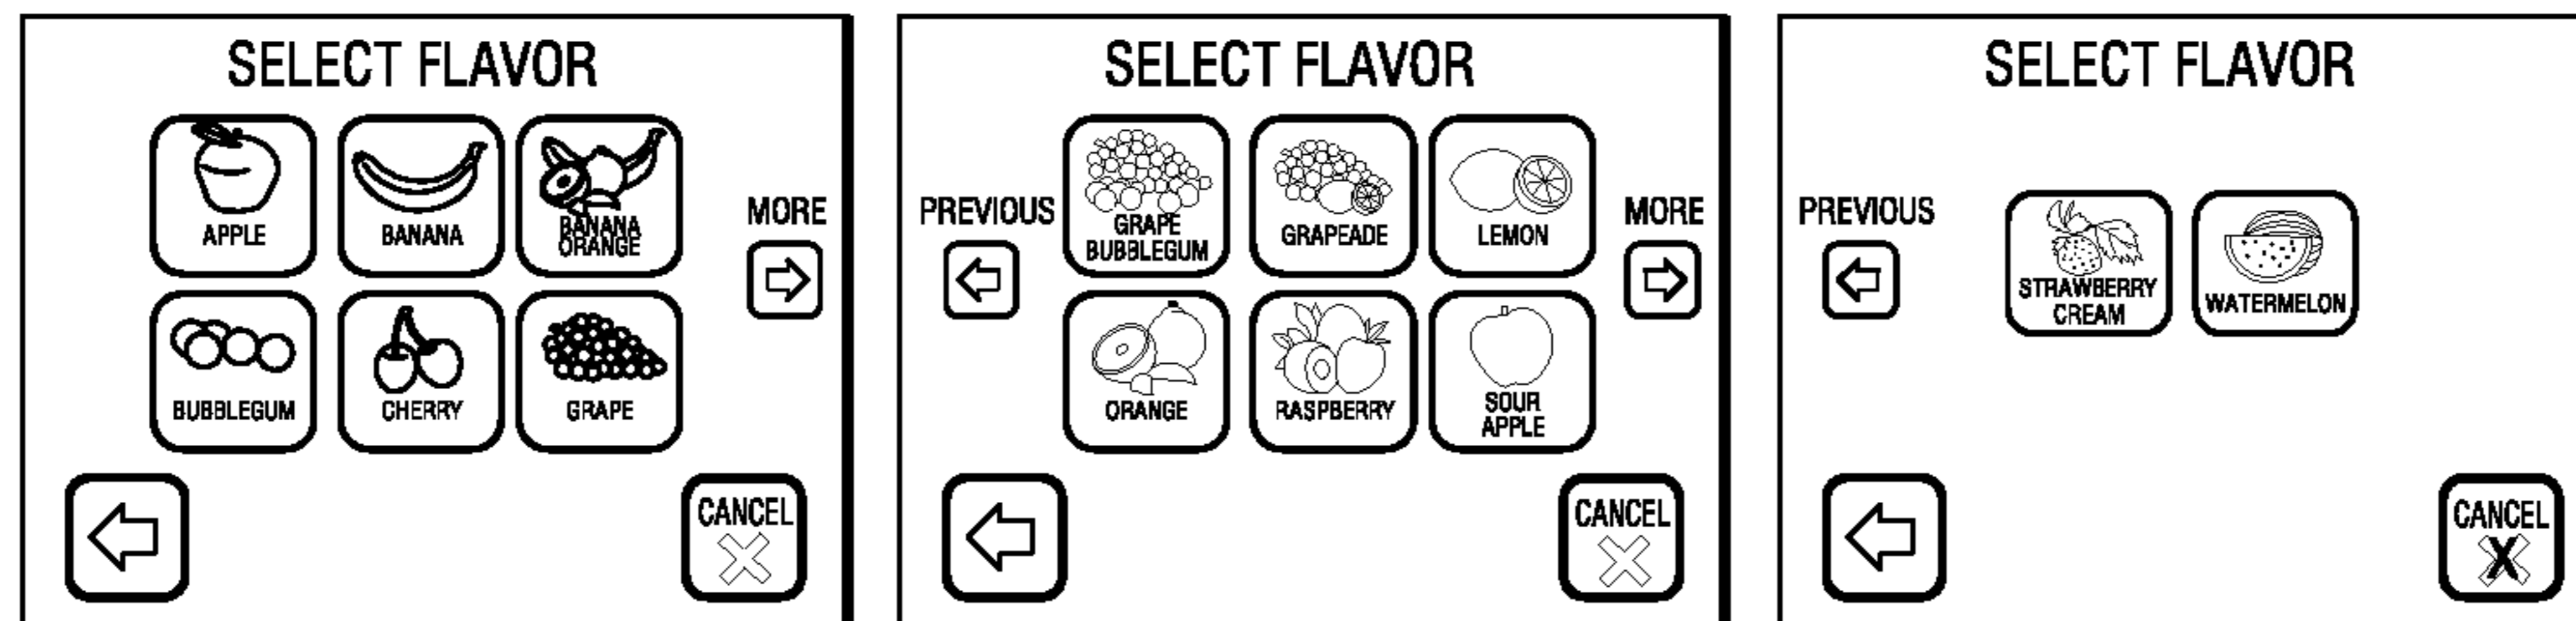 SELECT FLAVOR
APPLE
BANANA
BANANA
ORANGE
MORE
BUBBLEGUM
CHERRY
GRAPE
CANCEL
X
SELECT FLAVOR
PREVIOUS
GRAPE
BUBBLEGUM
GRAPEADE
LEMON
MORE
ORANGE
RASPBERRY
SOUR
APPLE
CANCEL
X
SELECT FLAVOR
PREVIOUS
STRAWBERRY
CREAM
WATERMELON
CANCEL
X